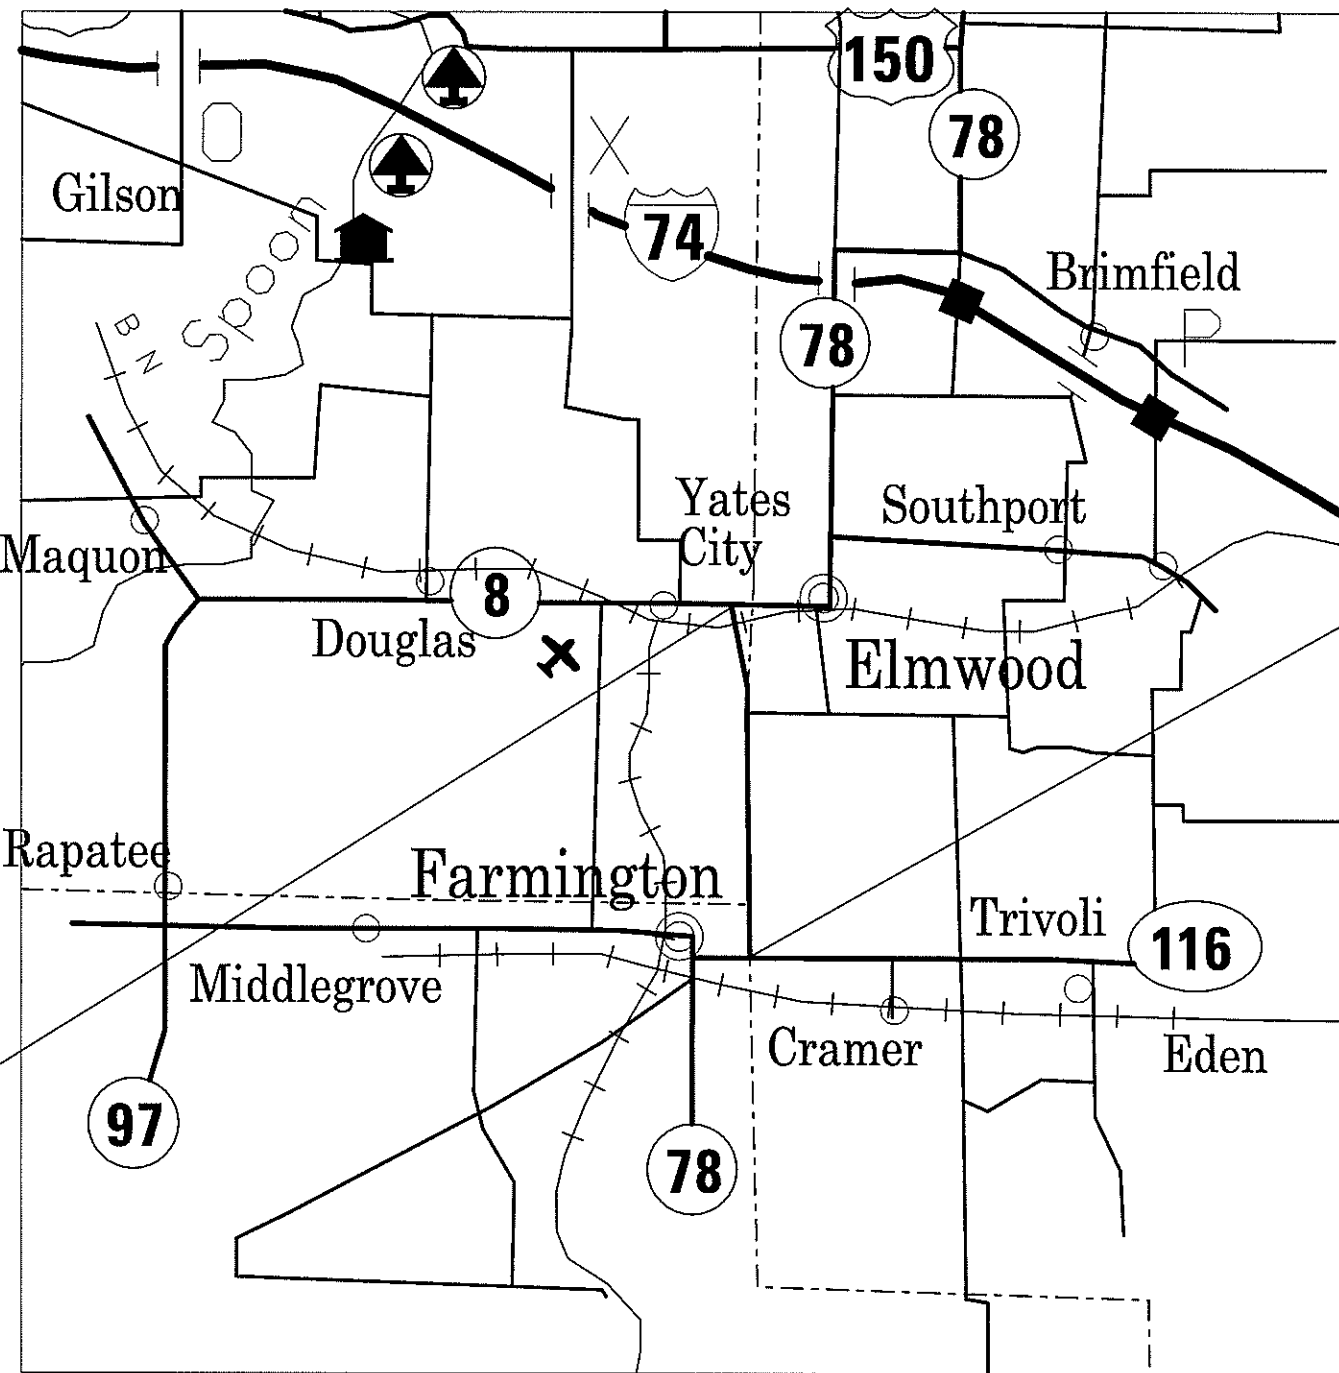 150
78
O
X
Gilson
Spoon
74
Brimfield
P
78
B N
Yates
City
Southport
Maquon
8
Douglas
Elmwood
Rapatee
Farmington
Trivoli
116
Middlegrove
Cramer
Eden
97
78